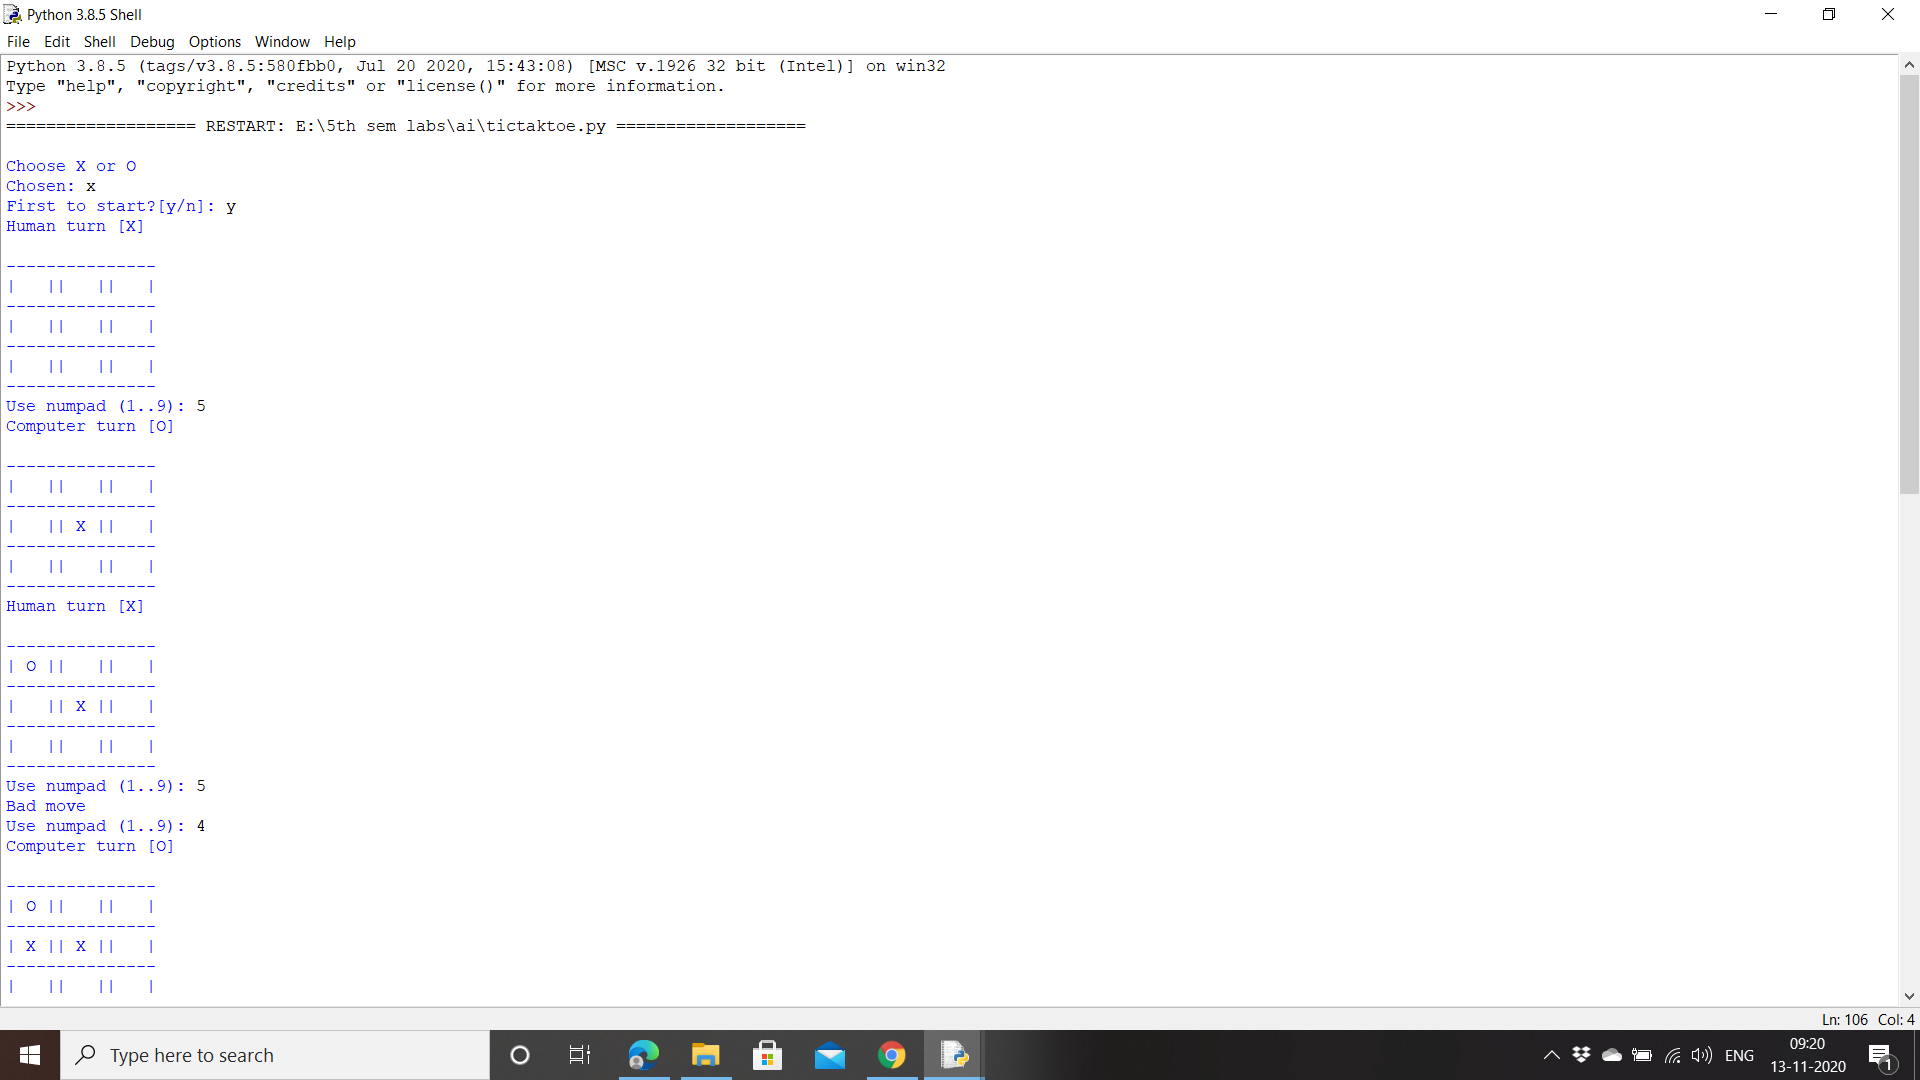 Python 3.8.5 Shell
File Edit Shell Debug Options Window Help
Python 3.8.5 (tags/v3.8.5:580fbb0, Jul 20 2020, 15:43:08) [MSC v.1926 32 bit (Intel)] on win32
Type "help", "copyright", "credits" or "license()" for more information.
>>>
=================== RESTART: E:\5th sem labs\ai\tictaktoe.py ===================
Choose X or O
Chosen: x
First to start?[y/n]: y
Human turn [X]
---------------
|   ||   ||   |
---------------
|   ||   ||   |
---------------
|   ||   ||   |
---------------
Use numpad (1..9): 5
Computer turn [O]
---------------
|   ||   ||   |
---------------
|   || X ||   |
---------------
|   ||   ||   |
---------------
Human turn [X]
---------------
| O ||   ||   |
---------------
|   || X ||   |
---------------
|   ||   ||   |
---------------
Use numpad (1..9): 5
Bad move
Use numpad (1..9): 4
Computer turn [O]
---------------
| O ||   ||   |
---------------
| X || X ||   |
---------------
|   ||   ||   |
Ln: 106 Col: 4
Type here to search
ENG
09:20
13-11-2020
1